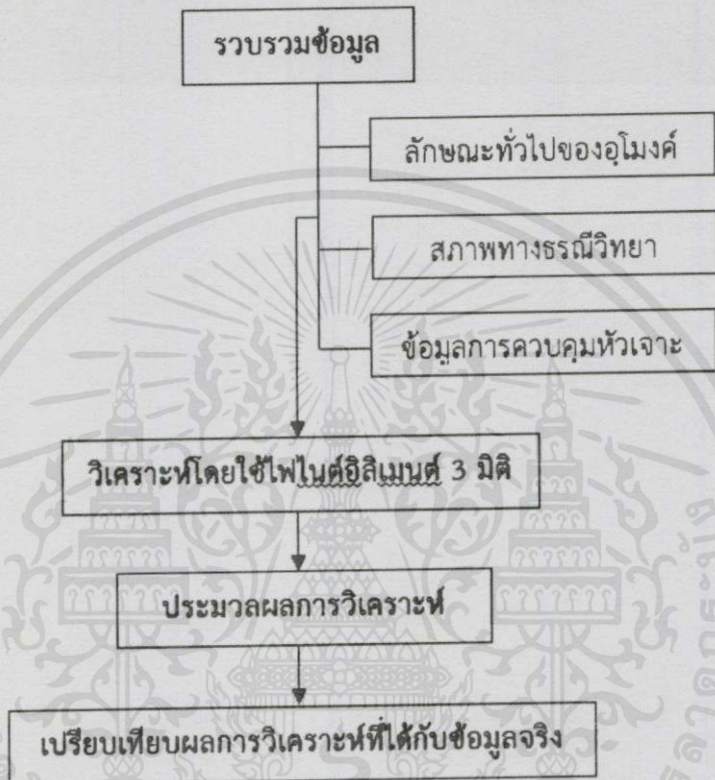 รวบรวมข้อมูล
ลักษณะทั่วไปของอุโมงค์
สภาพทางธรณีวิทยา
ข้อมูลการควบคุมหัวเจาะ
วิเคราะห์โดยใช้ไฟไนต์อิลิเมนต์ 3 มิติ
ประมวลผลการวิเคราะห์
เปรียบเทียบผลการวิเคราะห์ที่ได้กับข้อมูลจริง